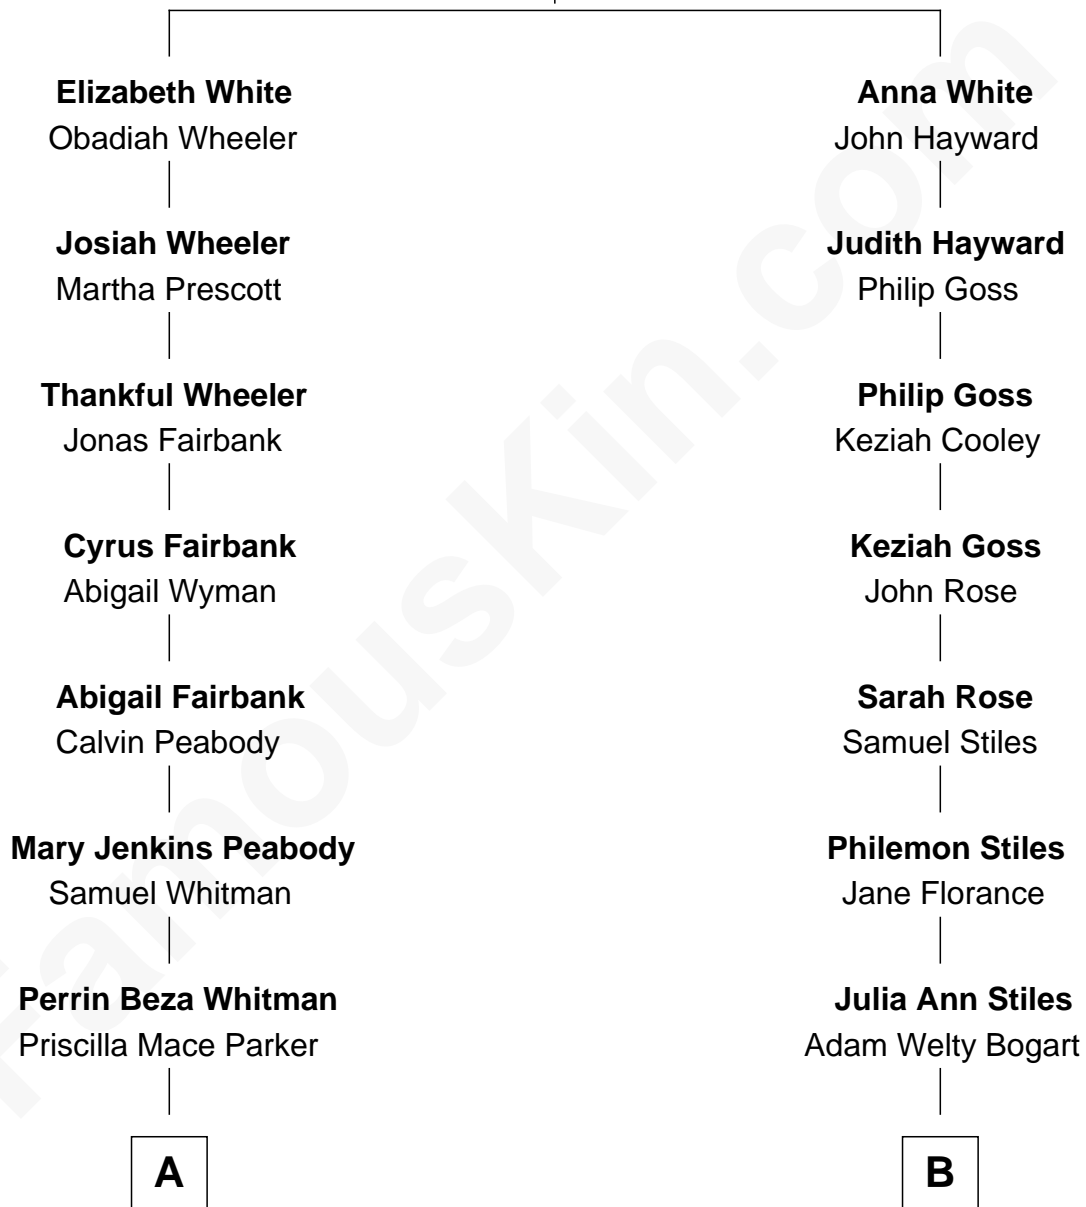 Elizabeth White
Obadiah Wheeler
Anna White
John Hayward
Josiah Wheeler
Martha Prescott
Judith Hayward
Philip Goss
Thankful Wheeler
Jonas Fairbank
Philip Goss
Keziah Cooley
Cyrus Fairbank
Abigail Wyman
Keziah Goss
John Rose
Abigail Fairbank
Calvin Peabody
Sarah Rose
Samuel Stiles
Mary Jenkins Peabody
Samuel Whitman
Philemon Stiles
Jane Florance
Perrin Beza Whitman
Priscilla Mace Parker
Julia Ann Stiles
Adam Welty Bogart
A
B
FamousKin.com